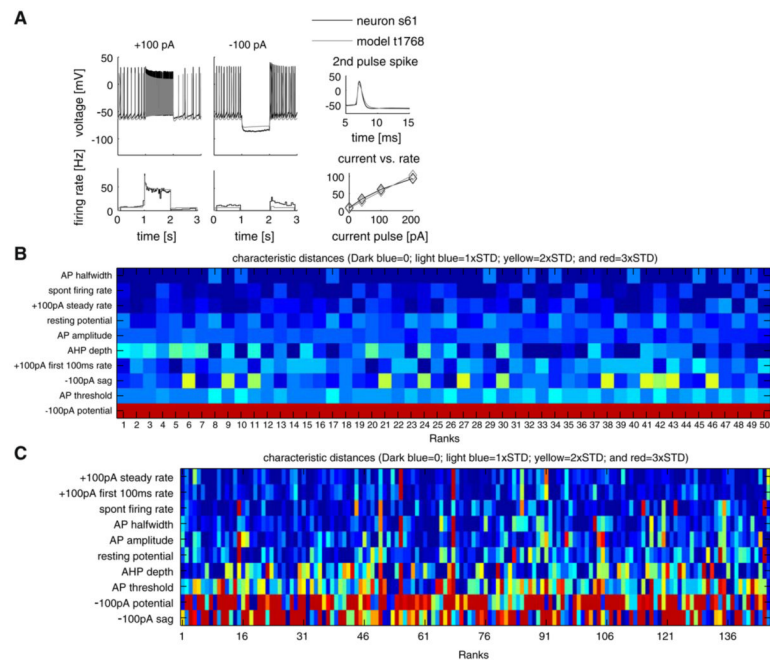 A
neuron s61
model t1768
+100 pA
-100 pA
2nd pulse spike
voltage [mV]
50
0
-50
-100
50
0
-50
5 10 15
time [ms]
current vs. rate
firing rate [Hz]
50
0
0 1 2 3
time [s]
0 1 2 3
time [s]
100
50
0
0 100 200
current pulse [pA]
B
characteristic distances (Dark blue=0; light blue=1xSTD; yellow=2xSTD; and red=3xSTD)
AP halfwidth
spont firing rate
+100pA steady rate
resting potential
AP amplitude
AHP depth
+100pA first 100ms rate
-100pA sag
AP threshold
-100pA potential
1 2 3 4 5 6 7 8 9 10 11 12 13 14 15 16 17 18 19 20 21 22 23 24 25 26 27 28 29 30 31 32 33 34 35 36 37 38 39 40 41 42 43 44 45 46 47 48 49 50
Ranks
C
characteristic distances (Dark blue=0; light blue=1xSTD; yellow=2xSTD; and red=3xSTD)
+100pA steady rate
+100pA first 100ms rate
spont firing rate
AP halfwidth
AP amplitude
resting potential
AHP depth
AP threshold
-100pA potential
-100pA sag
1 16 31 46 61 76 91 106 121 136
Ranks